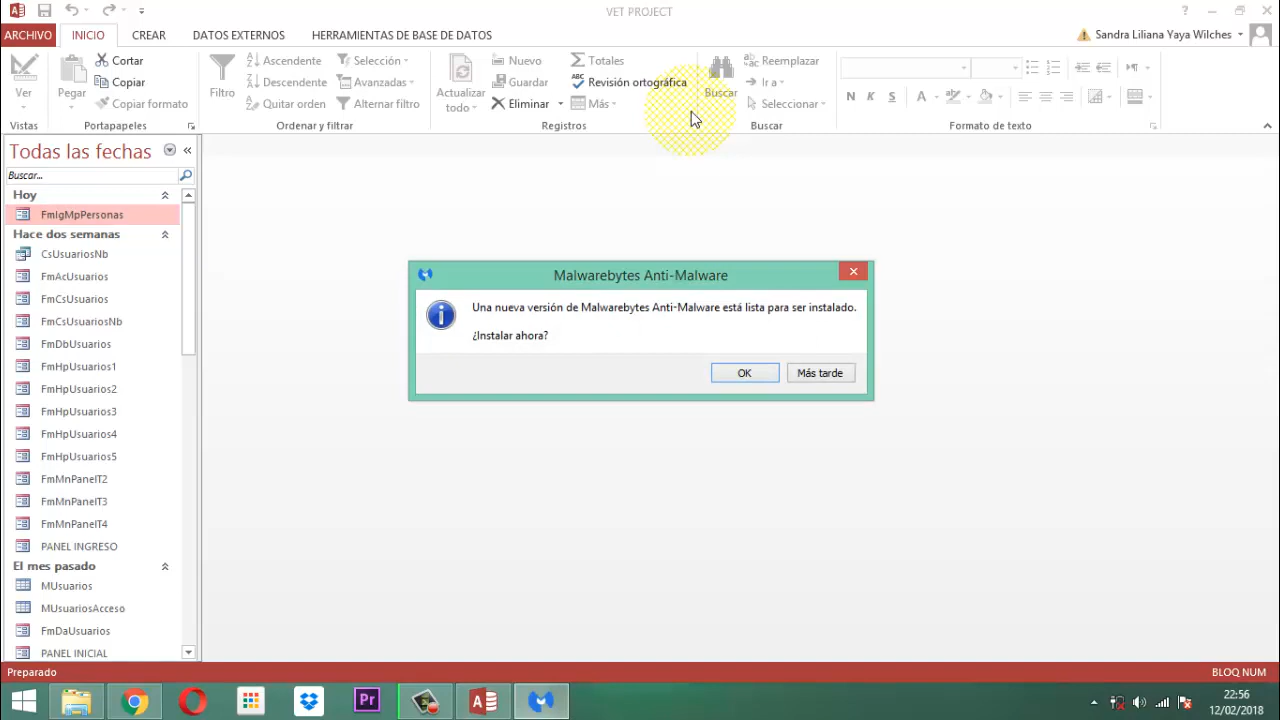 VET PROJECT
?
ARCHIVO INICIO CREAR DATOS EXTERNOS HERRAMIENTAS DE BASE DE DATOS Sandra Liliana Yaya Wilches
Cortar Ascendente Selección Nuevo Totales Reemplazar
Copiar Descendente Avanzadas Guardar Revisión ortográfica Ir a
Ver Pegar Filtro Actualizar Buscar
Copiar formato Quitar orden Alternar filtro todo Eliminar Más Seleccionar N K S A
Vistas Portapapeles Ordenar y filtrar Registros Buscar Formato de texto
Todas las fechas
Buscar...
Hoy
FmIgMpPersonas
Hace dos semanas
CsUsuariosNb
FmAcUsuarios
FmCsUsuarios
FmCsUsuariosNb
FmDbUsuarios
FmHpUsuarios1
FmHpUsuarios2
FmHpUsuarios3
FmHpUsuarios4
FmHpUsuarios5
FmMnPanelT2
FmMnPanelT3
FmMnPanelT4
PANEL INGRESO
El mes pasado
MUsuarios
MUsuariosAcceso
FmDaUsuarios
PANEL INICIAL
Malwarebytes Anti-Malware
Una nueva versión de Malwarebytes Anti-Malware está lista para ser instalado.
¿Instalar ahora?
OK Más tarde
Preparado BLOQ NUM
Pr
22:56
12/02/2018